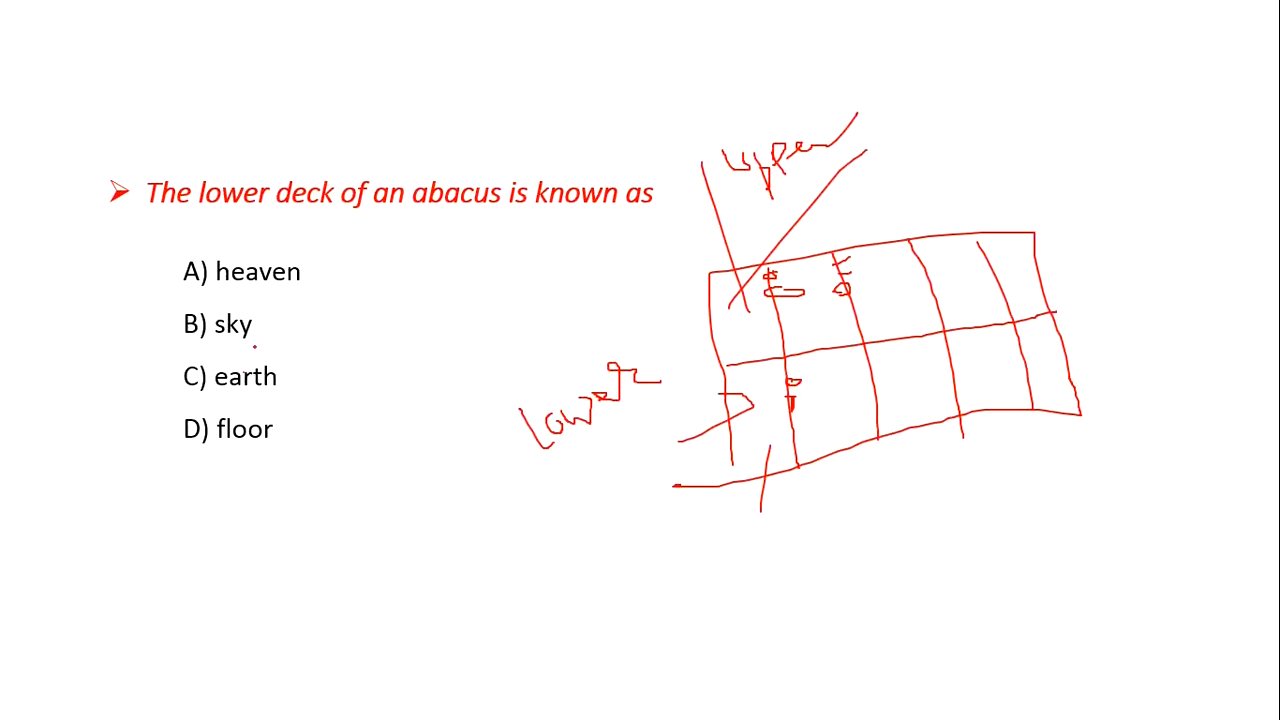 The lower deck of an abacus is known as
A) heaven
B) sky
C) earth
D) floor
upper
Lower